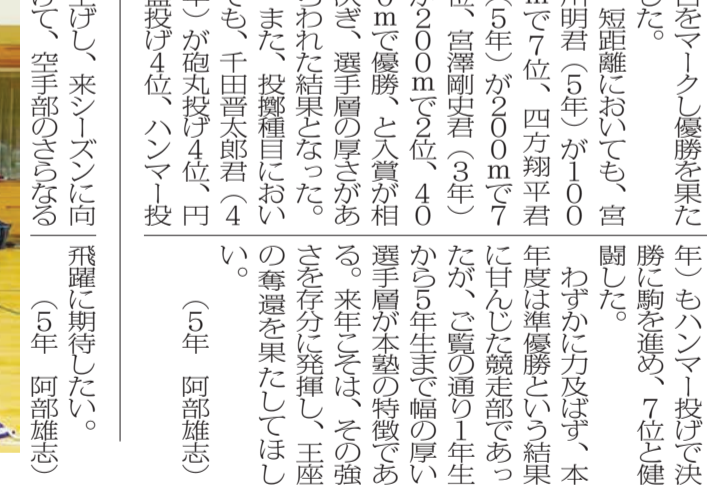 台をマークし優勝を果た
した。
短距離においても、宮
川明君（5年）が100
mで7位、四方翔平君
（5年）が200mで7
位、宮澤剛史君（3年）
が200mで2位、40
0mで優勝、と入賞が相
次ぎ、選手層の厚さがあ
らわれた結果となった。
また、投擲種目におい
ても、千田晋太郎君（4
年）が砲丸投げ4位、円
盤投げ4位、ハンマー投
年）もハンマー投げで決
勝に駒を進め、7位と健
闘した。
わずかに力及ばず、本
年度は準優勝という結果
に甘んじた競走部であっ
たが、ご覧の通り1年生
から5年生まで幅の厚い
選手層が本塾の特徴であ
る。来年こそは、その強
さを存分に発揮し、王座
の奪還を果たしてほし
い。
（5年　阿部雄志）
上げし、来シーズンに向
けて、空手部のさらなる
飛躍に期待したい。
（5年　阿部雄志）